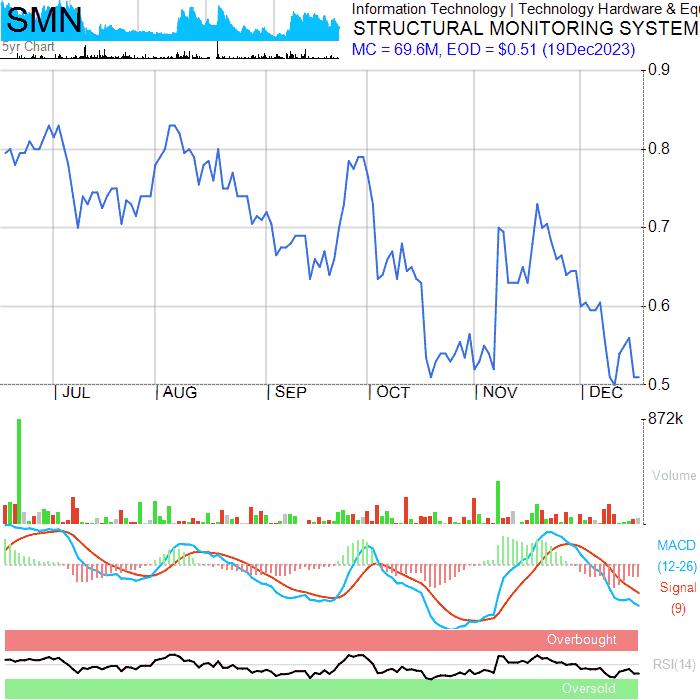 SMN
5yr Chart
Information Technology | Technology Hardware & Equ
STRUCTURAL MONITORING SYSTEM
MC = 69.6M, EOD = $0.51 (19Dec2023)
0.9
0.8
0.7
0.6
0.5
JUL AUG SEP OCT NOV DEC
872k
Volume
MACD
(12-26)
Signal
(9)
Overbought
RSI(14)
Oversold